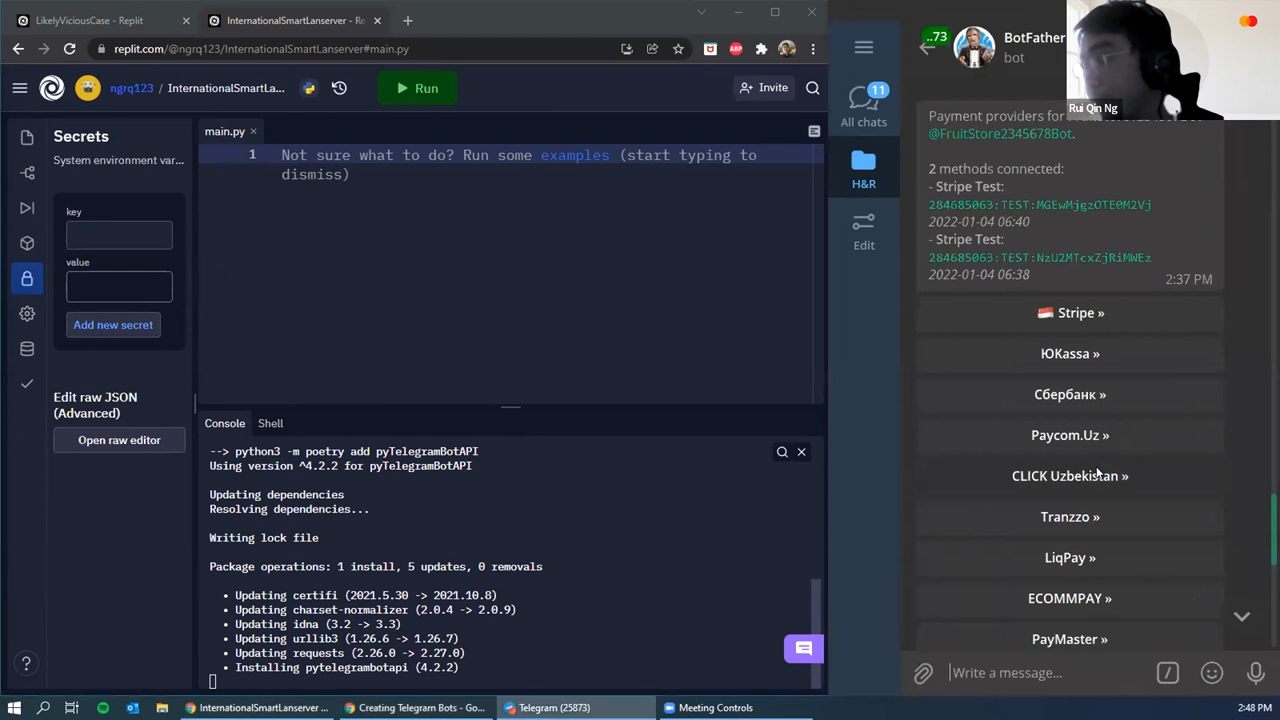 LikelyViciousCase - Replit
InternationalSmartLanserver - Re
replit.com/@ngrq123/InternationalSmartLanserver#main.py
ABP
ngrq123 / InternationalSmartLa...
Run
Invite
Secrets
System environment var...
key
value
Add new secret
Edit raw JSON
(Advanced)
Open raw editor
main.py
1 Not sure what to do? Run some examples (start typing to
dismiss)
Console
Shell
--> python3 -m poetry add pyTelegramBotAPI
Using version ^4.2.2 for pyTelegramBotAPI
Updating dependencies
Resolving dependencies...
Writing lock file
Package operations: 1 install, 5 updates, 0 removals
• Updating certifi (2021.5.30 -> 2021.10.8)
• Updating charset-normalizer (2.0.4 -> 2.0.9)
• Updating idna (3.2 -> 3.3)
• Updating urllib3 (1.26.6 -> 1.26.7)
• Updating requests (2.26.0 -> 2.27.0)
• Installing pytelegrambotapi (4.2.2)
?
11
All chats
H&R
Edit
..73
BotFather
bot
Rui Qin Ng
Payment providers for
@FruitStore2345678Bot.
2 methods connected:
- Stripe Test:
284685063:TEST:MGEwMjgzOTE0M2Vj
2022-01-04 06:40
- Stripe Test:
284685063:TEST:NzU2MTcxZjRiMWEz
2022-01-04 06:38
2:37 PM
Stripe »
ЮKassa »
Сбербанк »
Paycom.Uz »
CLICK Uzbekistan »
Tranzzo »
LiqPay »
ECOMMPAY »
PayMaster »
Write a message...
InternationalSmartLanserver ...
Creating Telegram Bots - Go...
Telegram (25873)
Meeting Controls
2:48 PM